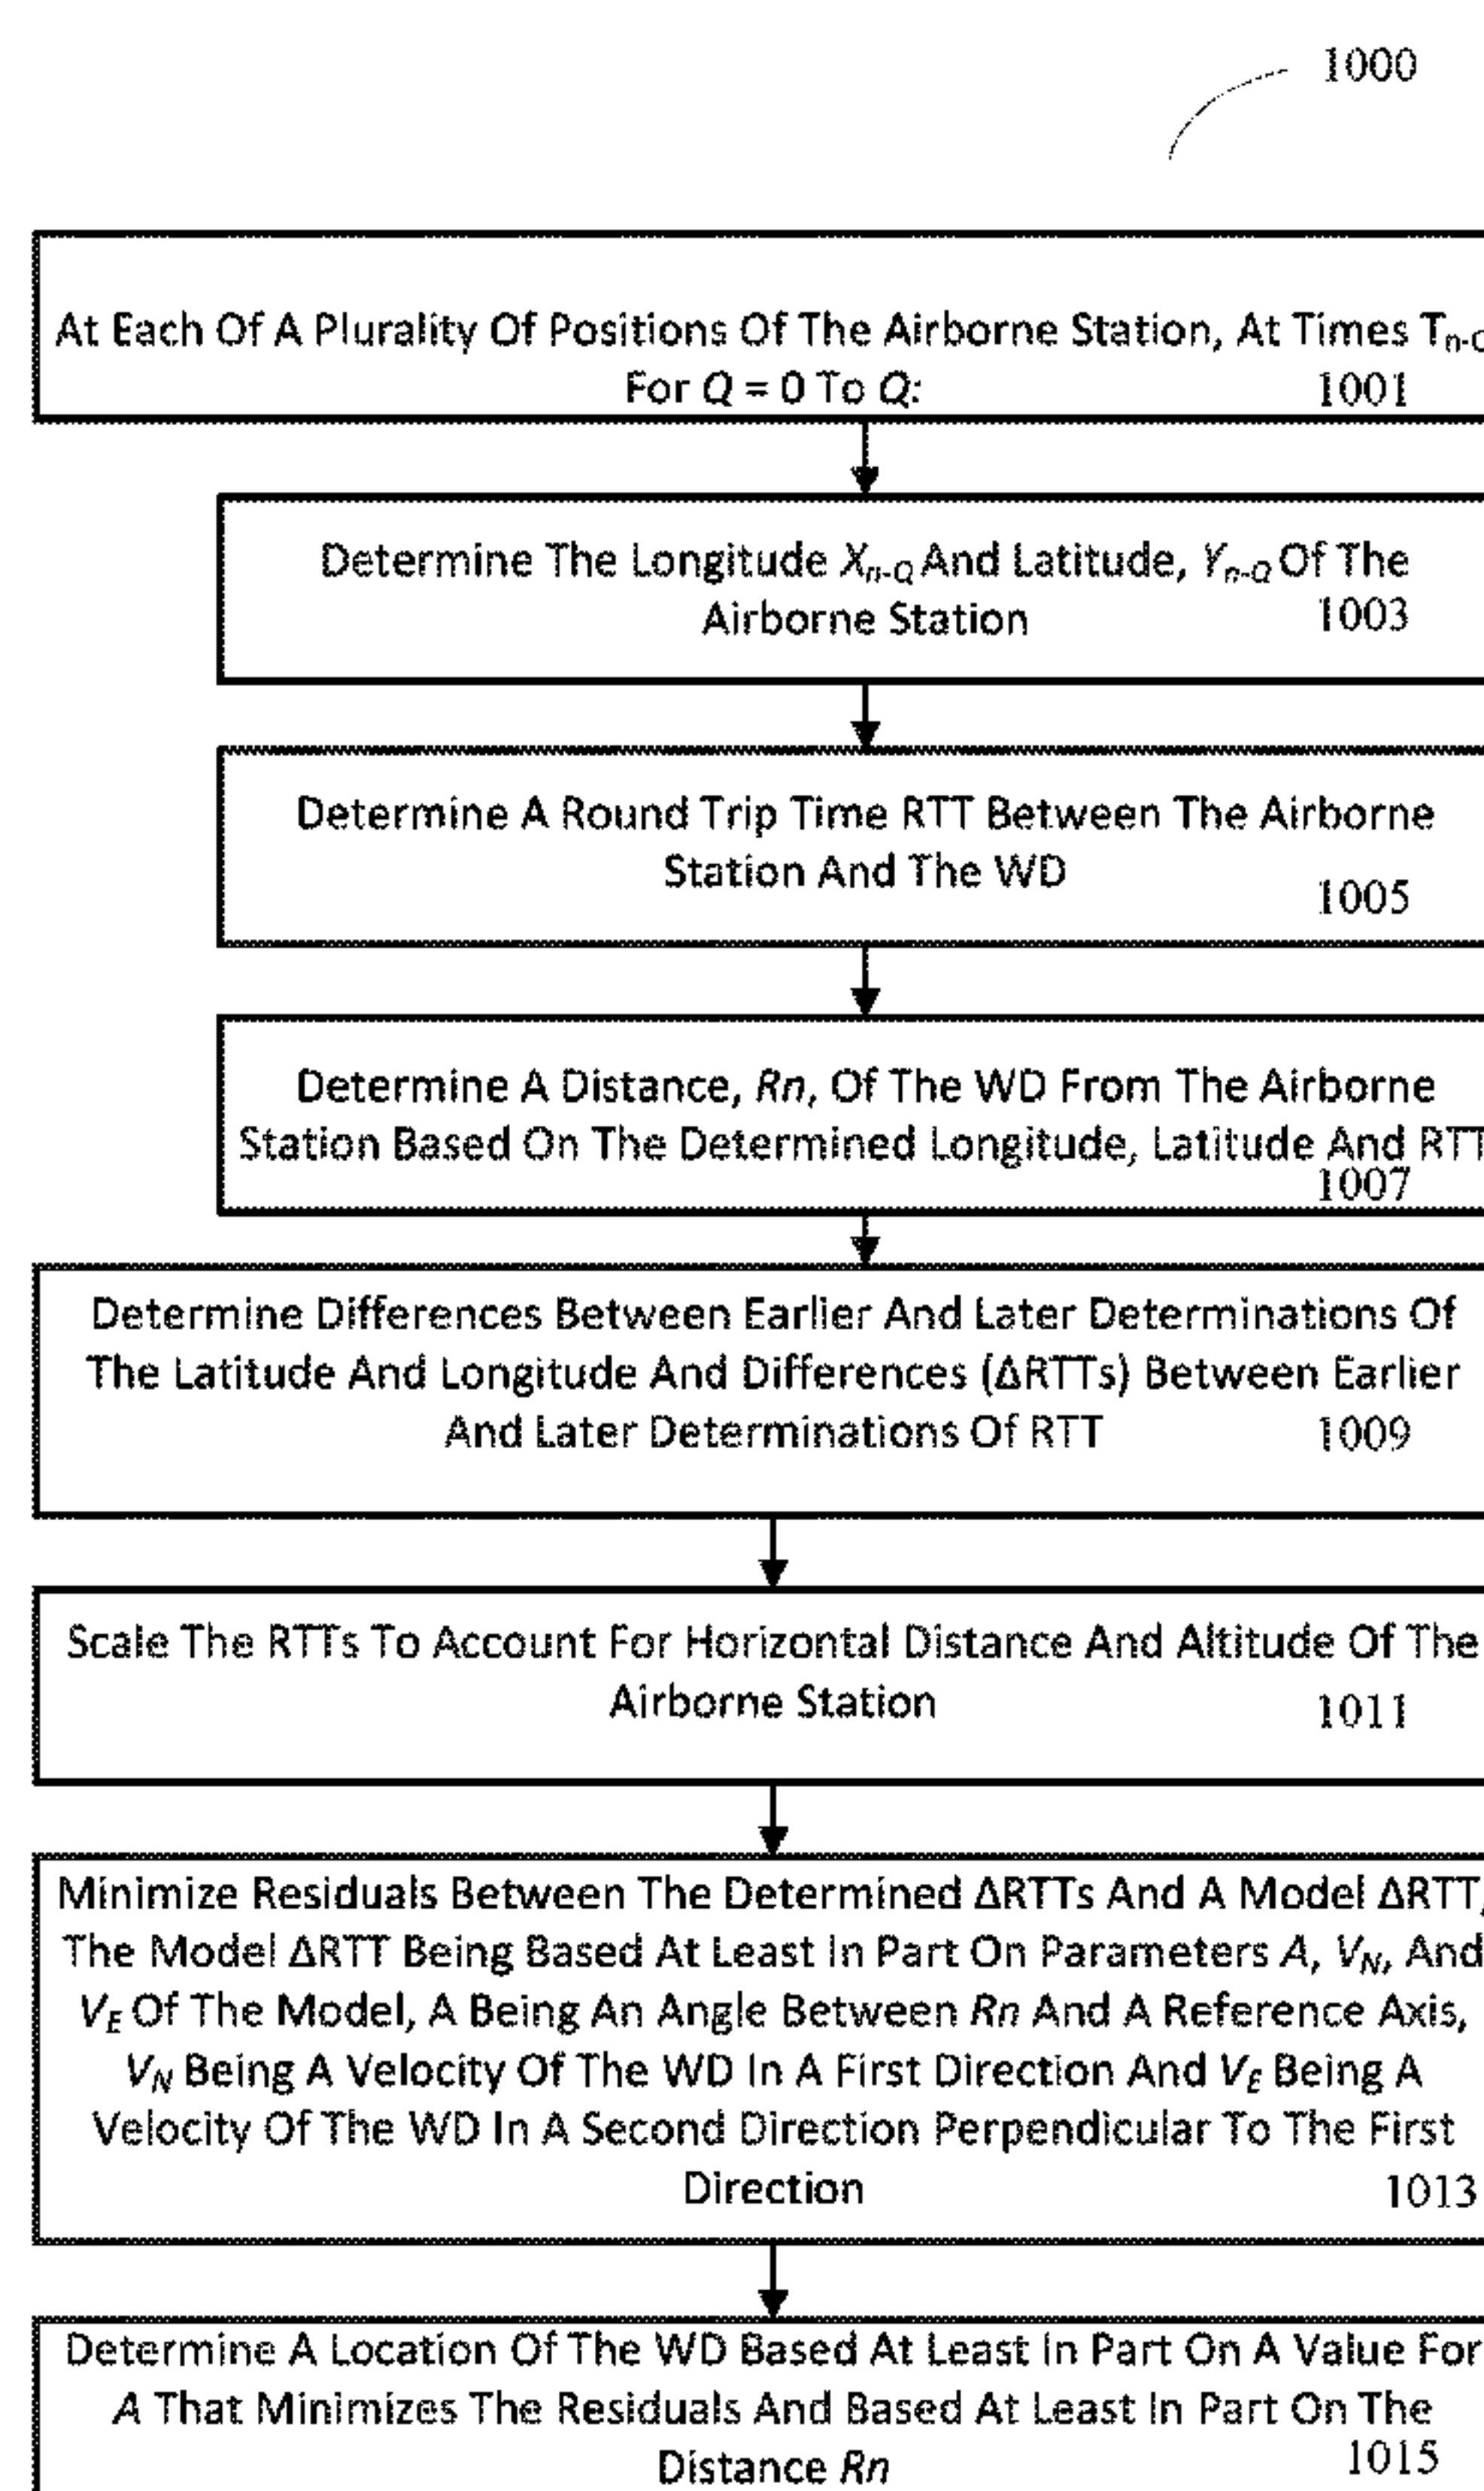 1000
At Each Of A Plurality Of Positions Of The Airborne Station, At Times Tn-Q
For Q = 0 To Q:
1001
Determine The Longitude Xn-Q And Latitude, Yn-Q Of The
Airborne Station
1003
Determine A Round Trip Time RTT Between The Airborne
Station And The WD
1005
Determine A Distance, Rn, Of The WD From The Airborne
Station Based On The Determined Longitude, Latitude And RTT
1007
Determine Differences Between Earlier And Later Determinations Of
The Latitude And Longitude And Differences (ΔRTTs) Between Earlier
And Later Determinations Of RTT
1009
Scale The RTTs To Account For Horizontal Distance And Altitude Of The
Airborne Station
1011
Minimize Residuals Between The Determined ΔRTTs And A Model ΔRTT,
The Model ΔRTT Being Based At Least In Part On Parameters A, VN, And
VE Of The Model, A Being An Angle Between Rn And A Reference Axis,
VN Being A Velocity Of The WD In A First Direction And VE Being A
Velocity Of The WD In A Second Direction Perpendicular To The First
Direction
1013
Determine A Location Of The WD Based At Least In Part On A Value For
A That Minimizes The Residuals And Based At Least In Part On The
Distance Rn
1015